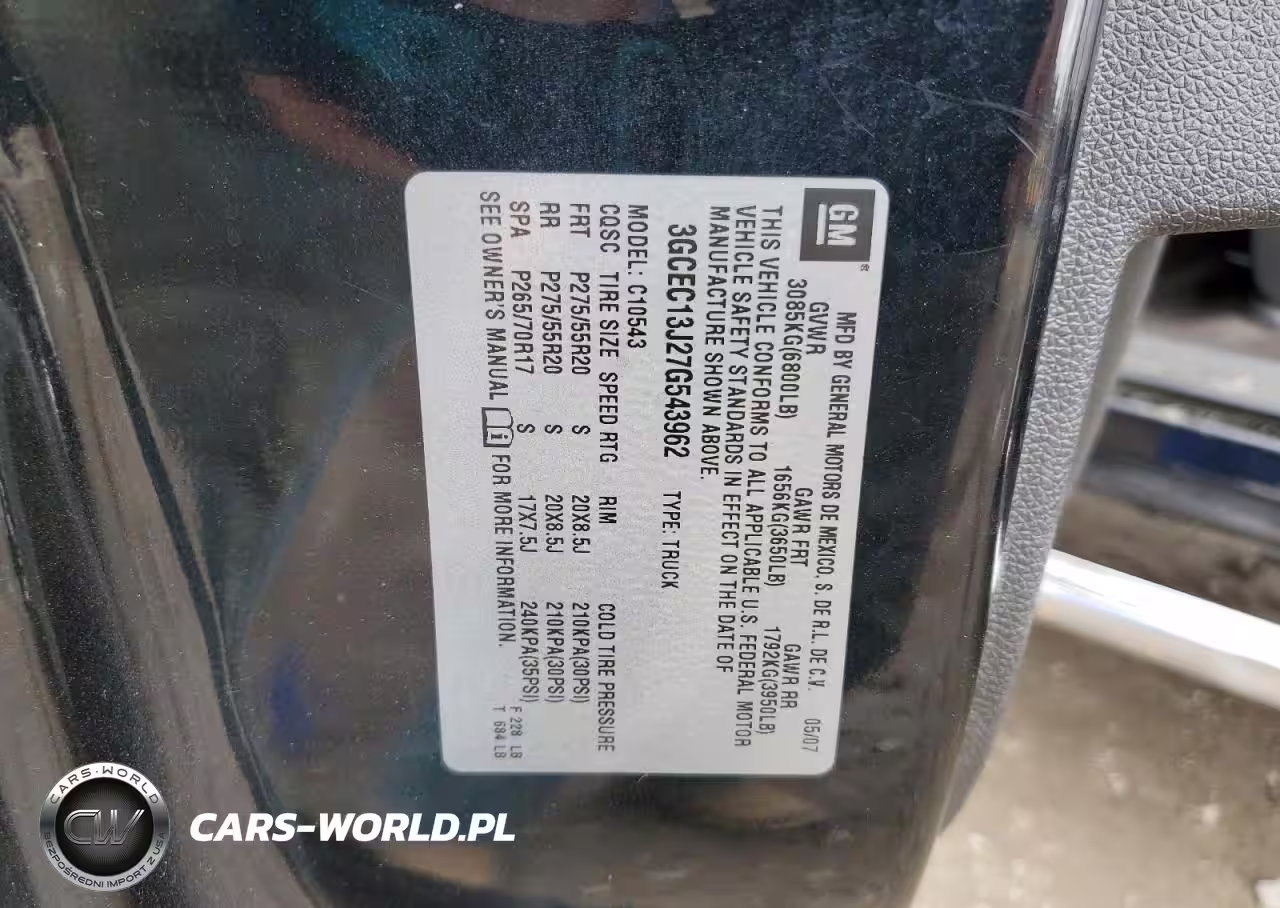 GM
MFD BY GENERAL MOTORS DE MEXICO, S. DE R.L. DE C.V. 05/07
GVWR GAWR FRT GAWR RR
3085KG(6800LB) 1656KG(3650LB) 1792KG(3950LB)
THIS VEHICLE CONFORMS TO ALL APPLICABLE U.S. FEDERAL MOTOR
VEHICLE SAFETY STANDARDS IN EFFECT ON THE DATE OF
MANUFACTURE SHOWN ABOVE.
3GCEC13J27G543962 TYPE: TRUCK
MODEL: C10543
CQSC TIRE SIZE SPEED RTG RIM COLD TIRE PRESSURE
FRT P275/55R20 S 20X8.5J 210KPA(30PSI)
RR P275/55R20 S 20X8.5J 210KPA(30PSI)
SPA P265/70R17 S 17X7.5J 240KPA(35PSI) F 228 LB
SEE OWNER'S MANUAL i FOR MORE INFORMATION. T 684 LB
CARS-WORLD
CW
BEZPOŚREDNI IMPORT Z USA
CARS-WORLD.PL